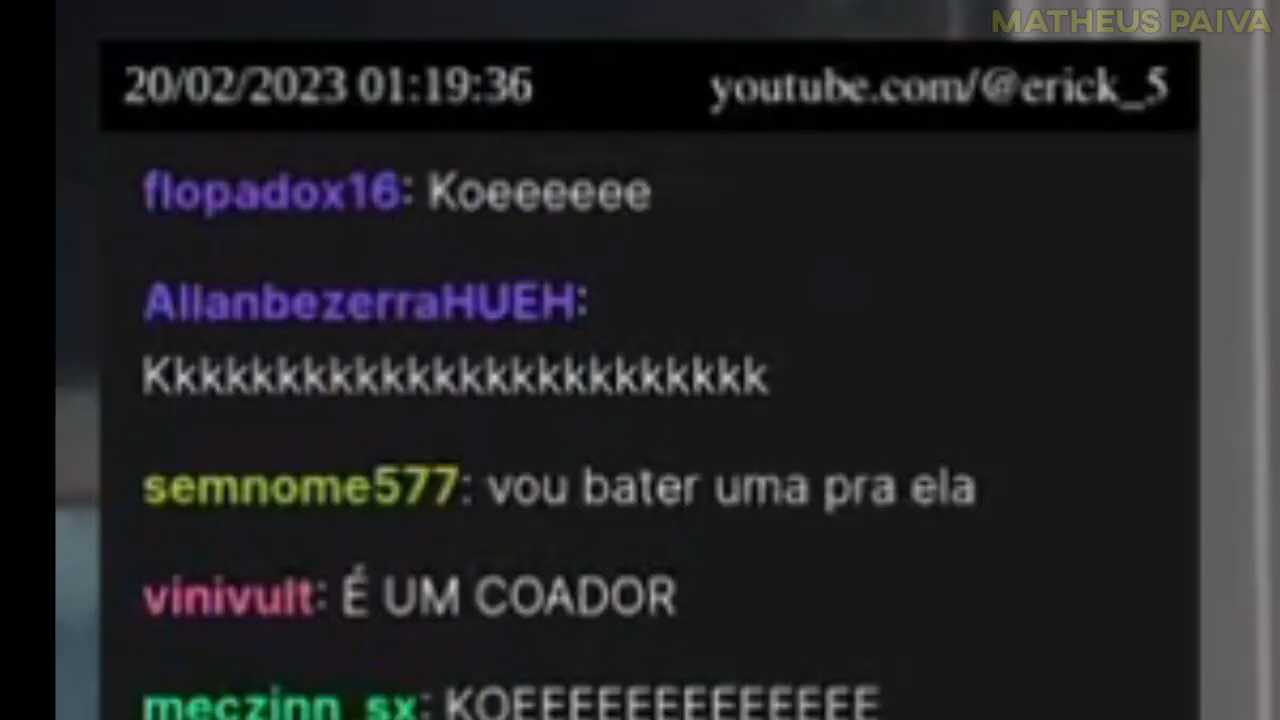 MATHEUS PAIVA
20/02/2023 01:19:36 youtube.com/@erick_5
flopadox16: Koeeeeee
AllanbezerraHUEH:
Kkkkkkkkkkkkkkkkkkkkkkkk
semnome577: vou bater uma pra ela
vinivult: É UM COADOR
meczinn_sx: KOEEEEEEEEEEEEE